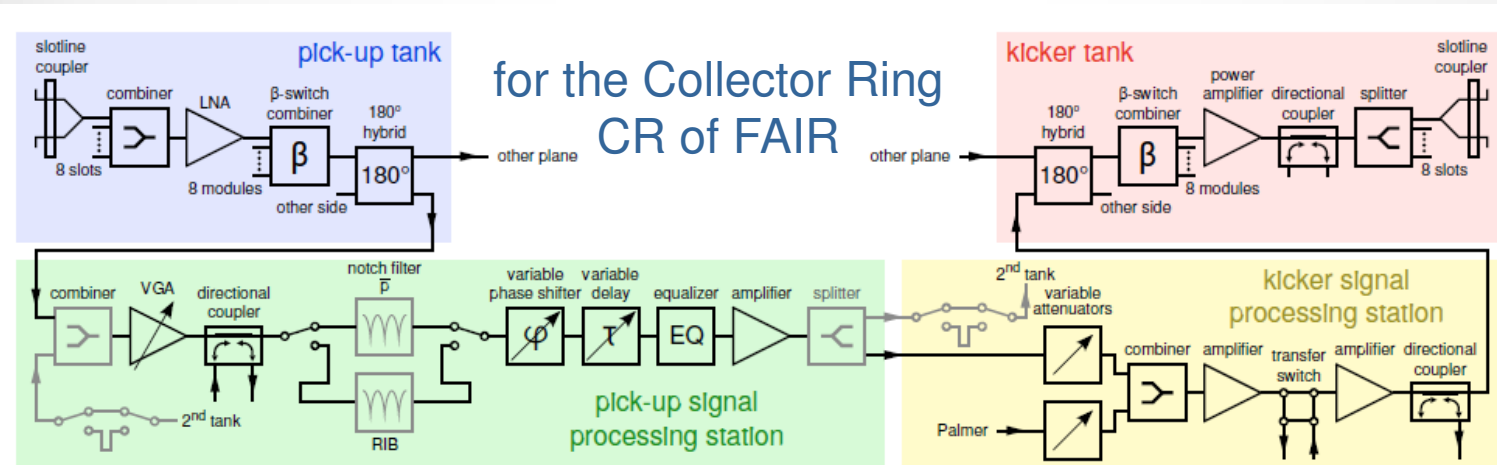 pick-up tank
slotline
coupler
combiner
LNA
β-switch
combiner
β
180°
hybrid
180°
8 slots
8 modules
other side
other plane
for the Collector Ring
CR of FAIR
kicker tank
other plane
180°
hybrid
180°
other side
β-switch
combiner
β
8 modules
power
amplifier
directional
coupler
splitter
slotline
coupler
8 slots
combiner
VGA
directional
coupler
2nd tank
notch filter
p̅
RIB
variable
phase shifter
φ
variable
delay
τ
equalizer
EQ
amplifier
splitter
pick-up signal
processing station
2nd tank
variable
attenuators
kicker signal
processing station
Palmer
combiner
amplifier
transfer
switch
amplifier
directional
coupler